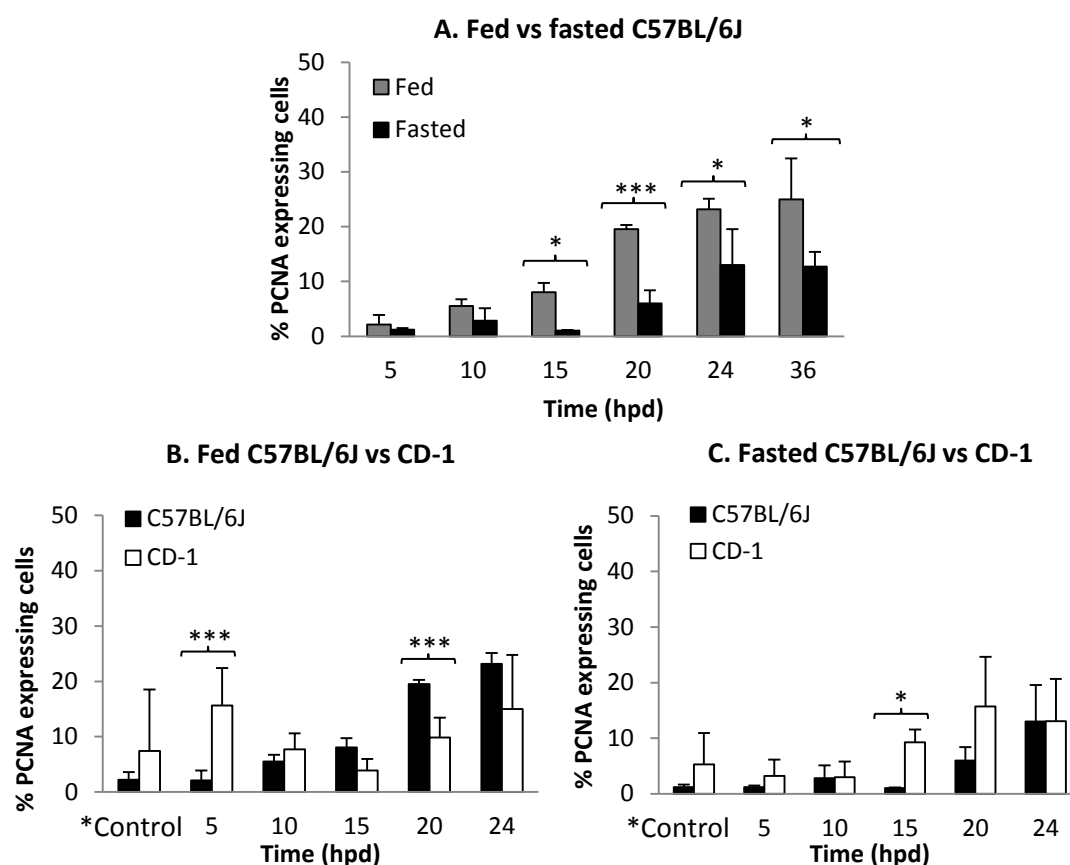 A. Fed vs fasted C57BL/6J
% PCNA expressing cells
50
40
30
20
10
0
Fed
Fasted
*
***
*
*
5 10 15 20 24 36
Time (hpd)
B. Fed C57BL/6J vs CD-1
% PCNA expressing cells
50
40
30
20
10
0
C57BL/6J
CD-1
***
***
*Control 5 10 15 20 24
Time (hpd)
C. Fasted C57BL/6J vs CD-1
% PCNA expressing cells
50
40
30
20
10
0
C57BL/6J
CD-1
*
*Control 5 10 15 20 24
Time (hpd)